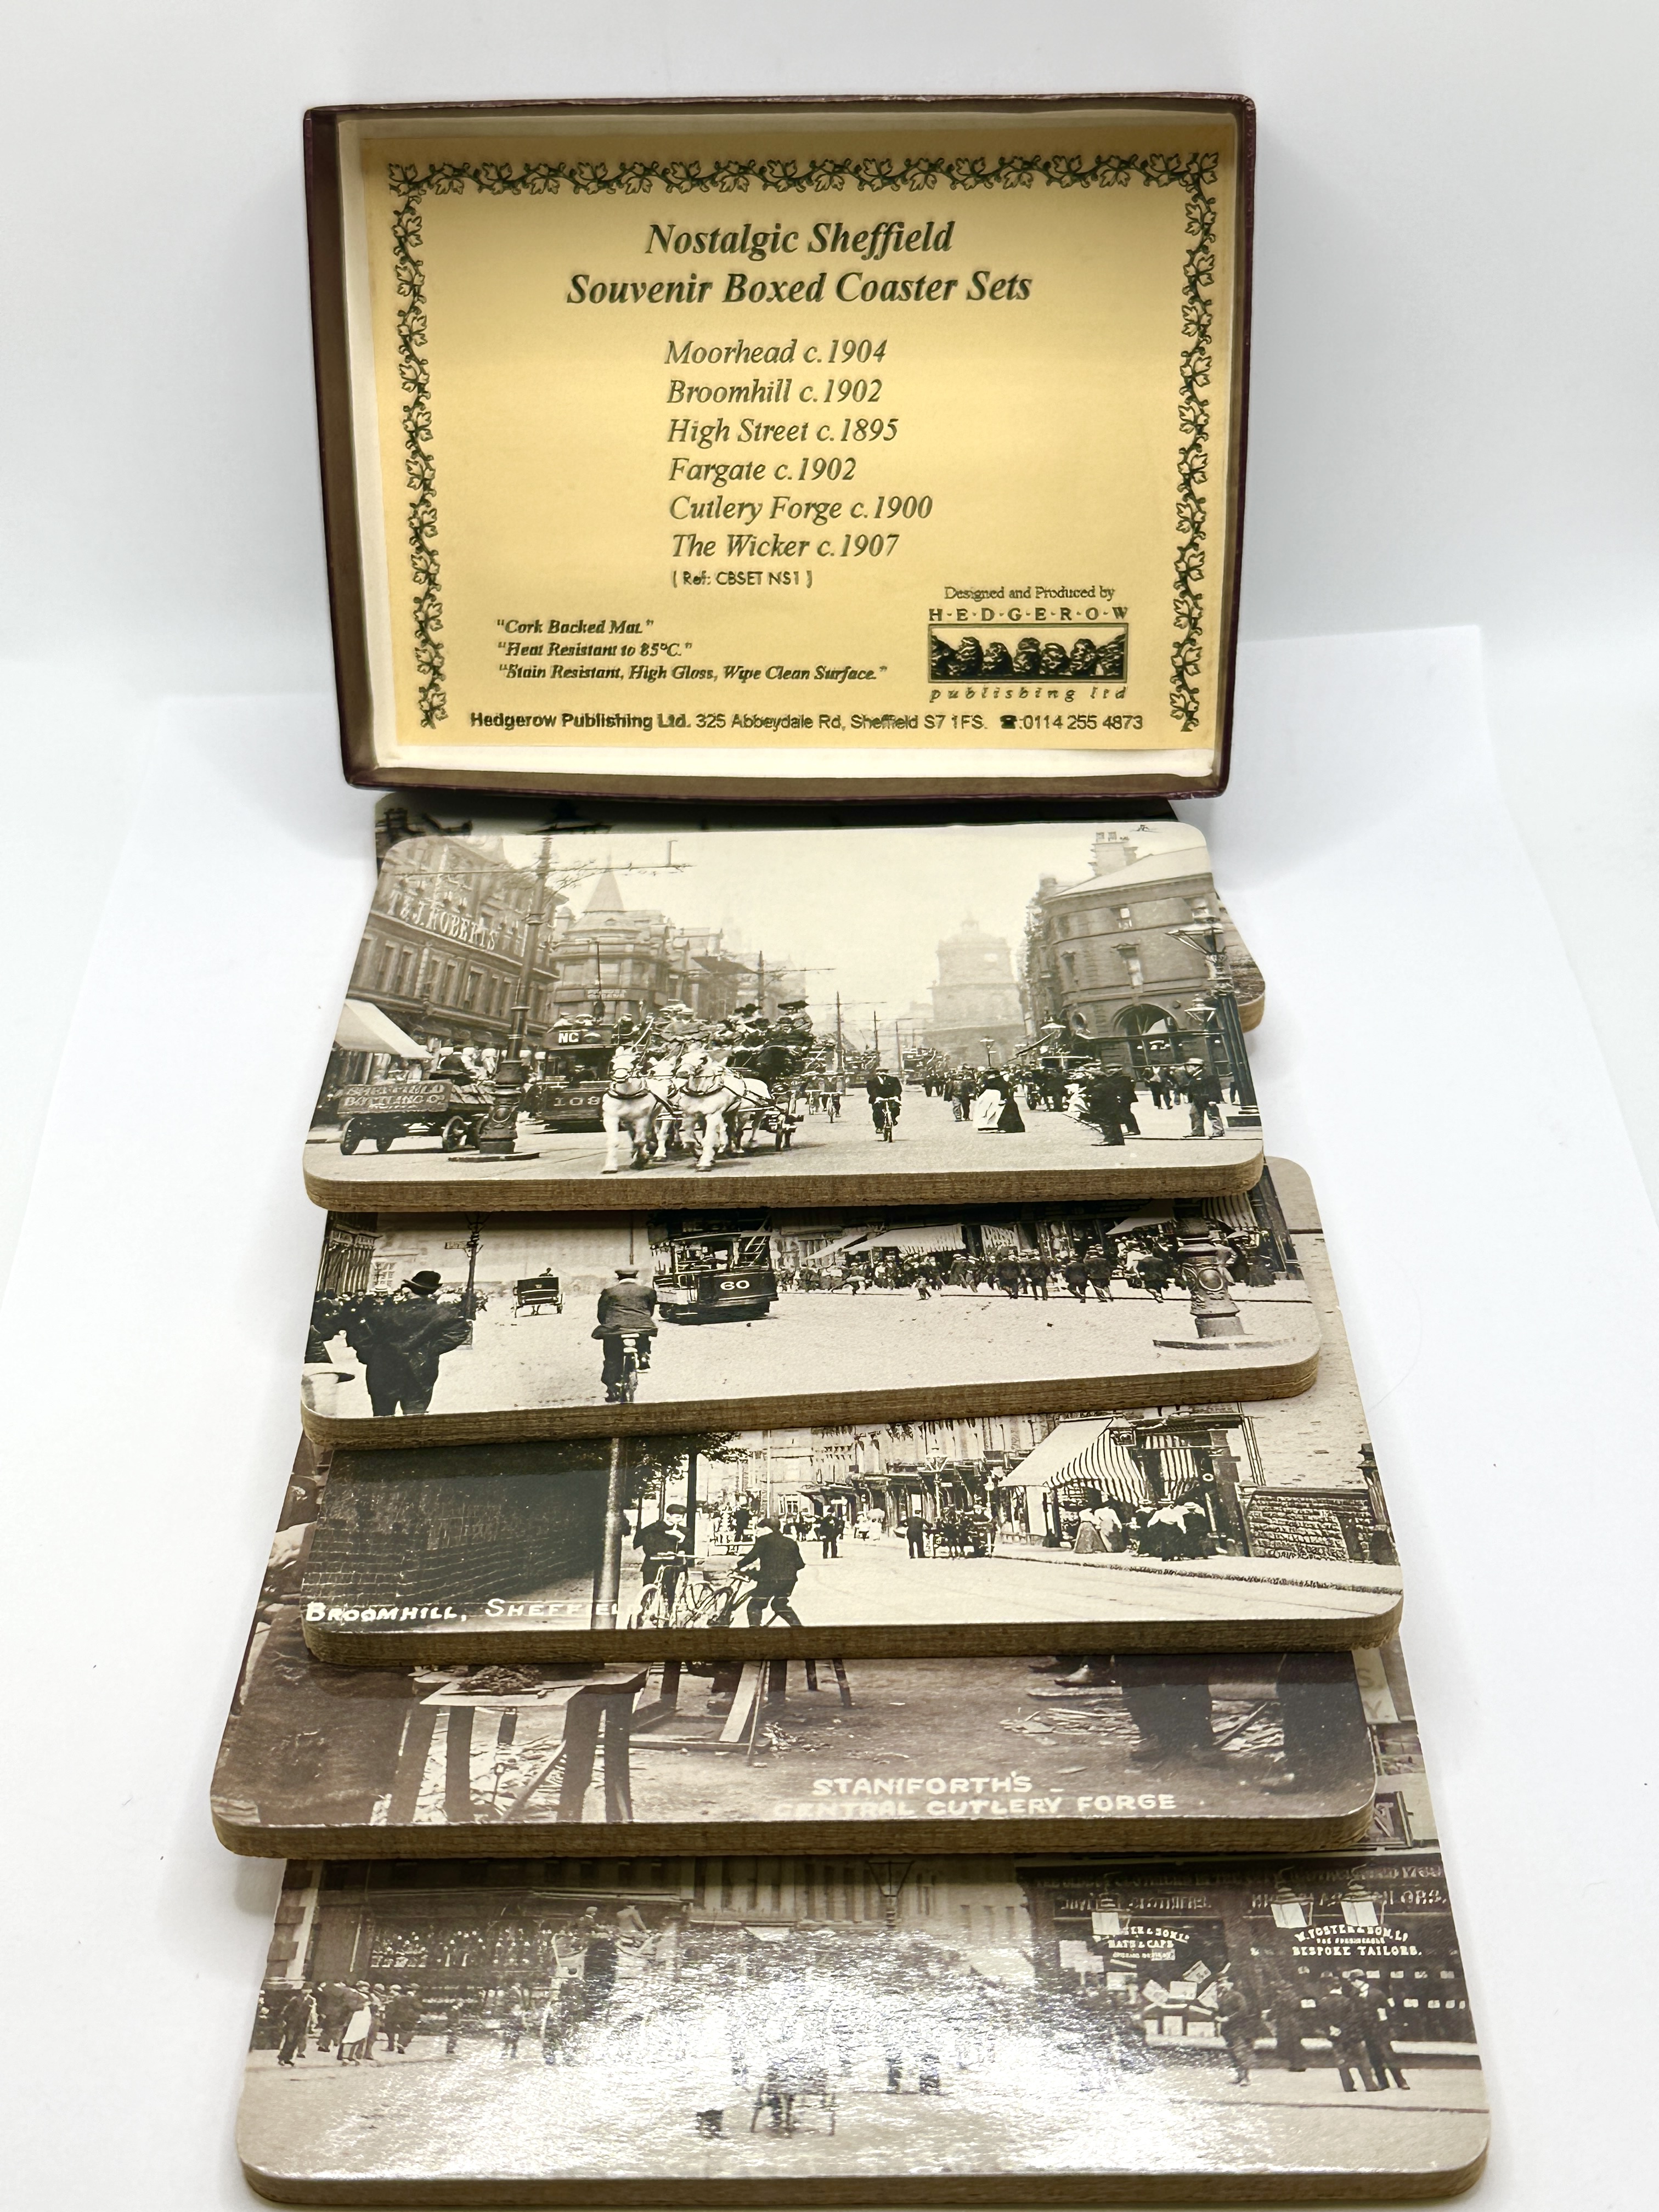 Nostalgic Sheffield
Souvenir Boxed Coaster Sets
Moorhead c.1904
Broomhill c.1902
High Street c.1895
Fargate c.1902
Cutlery Forge c.1900
The Wicker c.1907
( Ref: CBSET NS1 )
"Cork Backed Mat."
"Heat Resistant to 85°C."
"Stain Resistant, High Gloss, Wipe Clean Surface."
Designed and Produced by
H·E·D·G·E·R·O·W
publishing ltd
Hedgerow Publishing Ltd. 325 Abbeydale Rd, Sheffield S7 1FS. ☎:0114 255 4873
T & J. ROBERTS
NC
108
60
BROOMHILL, SHEFFIEL
STANIFORTH'S
CENTRAL CUTLERY FORGE
HATS & CAPS
W. FOSTER & SON, Ld
BESPOKE TAILORS.